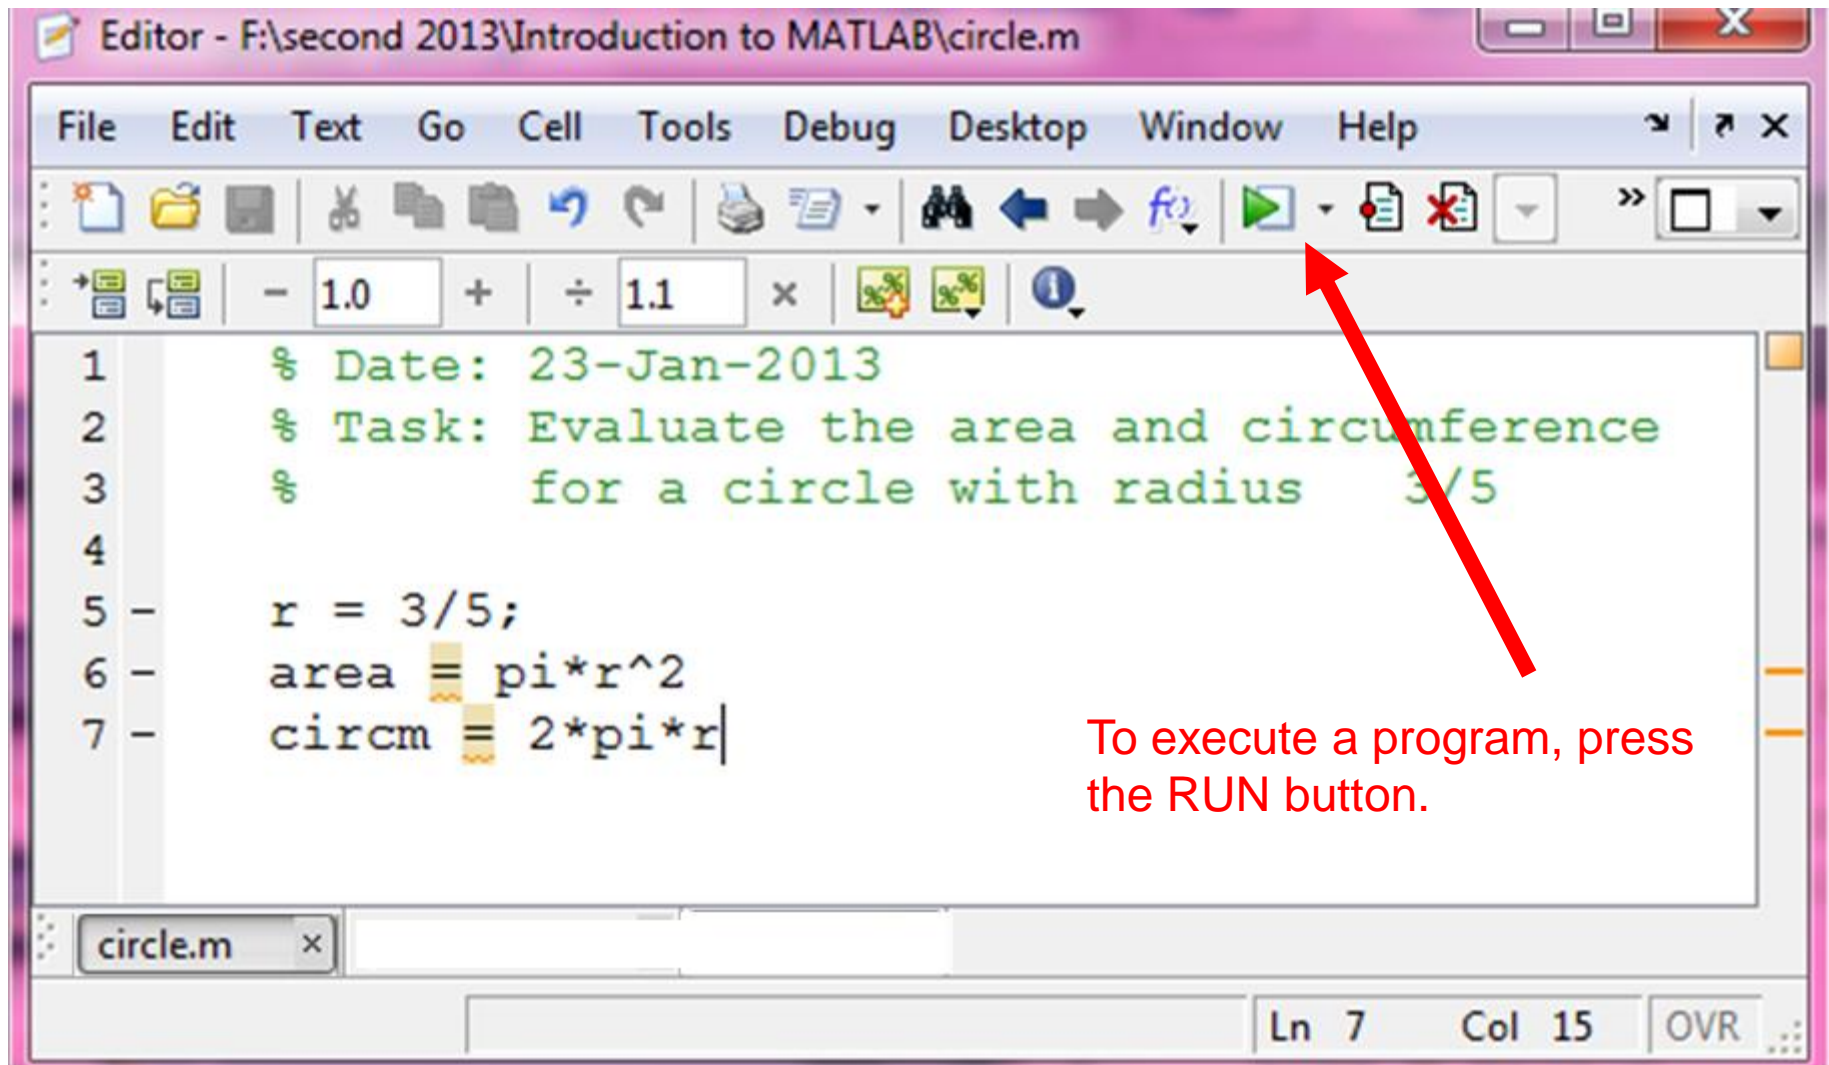 Editor - F:\second 2013\Introduction to MATLAB\circle.m
File Edit Text Go Cell Tools Debug Desktop Window Help
- 1.0 + ÷ 1.1 ×
1 % Date: 23-Jan-2013
2 % Task: Evaluate the area and circumference
3 % for a circle with radius 3/5
4
5 - r = 3/5;
6 - area = pi*r^2
7 - circm = 2*pi*r
To execute a program, press
the RUN button.
circle.m ×
Ln 7 Col 15 OVR